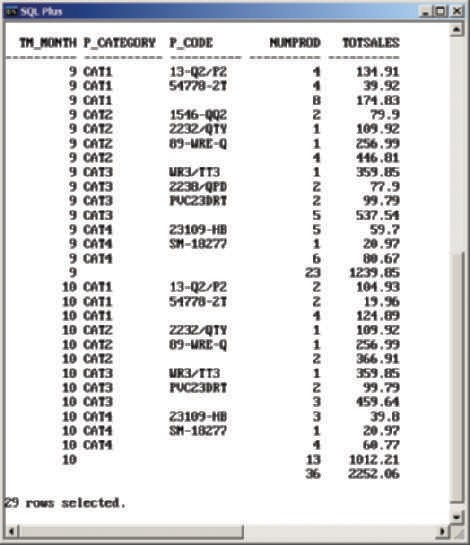 SQL Plus
TM_MONTH P_CATEGORY P_CODE NUMPROD TOTSALES
9 CAT1 13-Q2/P2 4 134.91
9 CAT1 54778-2T 4 39.92
9 CAT1 8 174.83
9 CAT2 1546-QQ2 2 79.9
9 CAT2 2232/QTY 1 109.92
9 CAT2 89-WRE-Q 1 256.99
9 CAT2 4 446.81
9 CAT3 WR3/TT3 1 359.85
9 CAT3 2238/QPD 2 77.9
9 CAT3 PVC23DRT 2 99.79
9 CAT3 5 537.54
9 CAT4 23109-HB 5 59.7
9 CAT4 SM-18277 1 20.97
9 CAT4 6 80.67
9 23 1239.85
10 CAT1 13-Q2/P2 2 104.93
10 CAT1 54778-2T 2 19.96
10 CAT1 4 124.89
10 CAT2 2232/QTY 1 109.92
10 CAT2 89-WRE-Q 1 256.99
10 CAT2 2 366.91
10 CAT3 WR3/TT3 1 359.85
10 CAT3 PVC23DRT 2 99.79
10 CAT3 3 459.64
10 CAT4 23109-HB 3 39.8
10 CAT4 SM-18277 1 20.97
10 CAT4 4 60.77
10 13 1012.21
36 2252.06
29 rows selected.